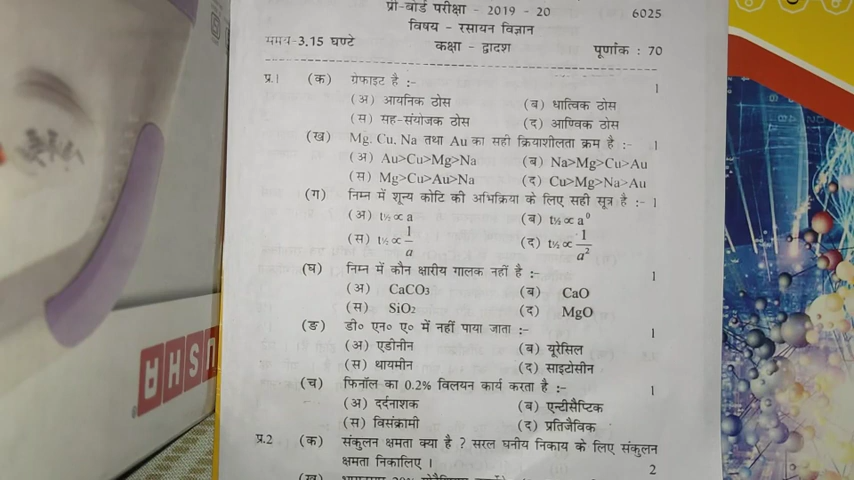 प्री-बोर्ड परीक्षा - 2019 - 20 6025
विषय - रसायन विज्ञान
समय-3.15 घण्टे कक्षा - द्वादश पूर्णांक : 70
प्र.1 (क) ग्रेफाइट है :- 1
(अ) आयनिक ठोस (ब) धात्विक ठोस
(स) सह-संयोजक ठोस (द) आण्विक ठोस
(ख) Mg, Cu, Na तथा Au का सही क्रियाशीलता क्रम है :- 1
(अ) Au>Cu>Mg>Na (ब) Na>Mg>Cu>Au
(स) Mg>Cu>Au>Na (द) Cu>Mg>Na>Au
(ग) निम्न में शून्य कोटि की अभिक्रिया के लिए सही सूत्र है :- 1
(अ) t½ ∝ a (ब) t½ ∝ a⁰
(स) t½ ∝ 1/a (द) t½ ∝ 1/a²
(घ) निम्न में कौन क्षारीय गालक नहीं है :- 1
(अ) CaCO₃ (ब) CaO
(स) SiO₂ (द) MgO
(ङ) डी० एन० ए० में नहीं पाया जाता :- 1
(अ) एडीनीन (ब) यूरेसिल
(स) थायमीन (द) साइटोसीन
(च) फिनॉल का 0.2% विलयन कार्य करता है :- 1
(अ) दर्दनाशक (ब) एन्टीसैप्टिक
(स) विसंक्रामी (द) प्रतिजैविक
प्र.2 (क) संकुलन क्षमता क्या है ? सरल घनीय निकाय के लिए संकुलन
क्षमता निकालिए । 2
(ख)
USHA